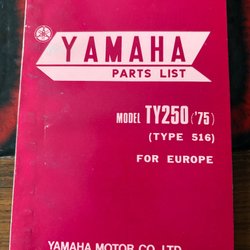 YAMAHA
PARTS LIST
MODEL TY250 ('75)
(TYPE 516)
FOR EUROPE
YAMAHA MOTOR CO. LTD.